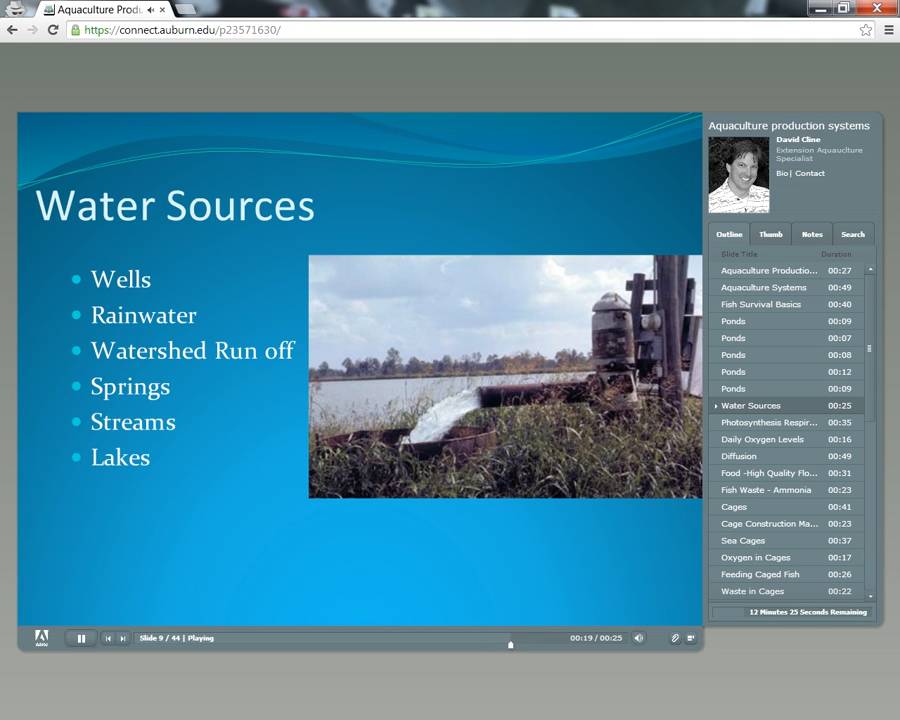 Aquaculture Produ
https://connect.auburn.edu/p23571630/
Water Sources
Wells
Rainwater
Watershed Run off
Springs
Streams
Lakes
Aquaculture production systems
David Cline
Extension Aquauclture
Specialist
Bio | Contact
Outline Thumb Notes Search
Slide Title Duration
Aquaculture Productio... 00:27
Aquaculture Systems 00:49
Fish Survival Basics 00:40
Ponds 00:09
Ponds 00:07
Ponds 00:08
Ponds 00:12
Ponds 00:09
Water Sources 00:25
Photosynthesis Respir... 00:35
Daily Oxygen Levels 00:16
Diffusion 00:49
Food -High Quality Flo... 00:31
Fish Waste - Ammonia 00:23
Cages 00:41
Cage Construction Ma... 00:23
Sea Cages 00:37
Oxygen in Cages 00:17
Feeding Caged Fish 00:26
Waste in Cages 00:22
12 Minutes 25 Seconds Remaining
Adobe
Slide 9 / 44 | Playing 00:19 / 00:25